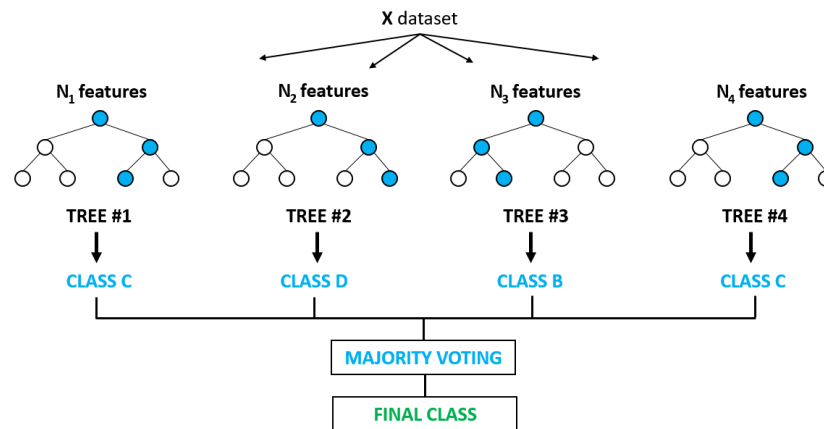 X dataset
N₁ features
N₂ features
N₃ features
N₄ features
TREE #1
TREE #2
TREE #3
TREE #4
CLASS C
CLASS D
CLASS B
CLASS C
MAJORITY VOTING
FINAL CLASS